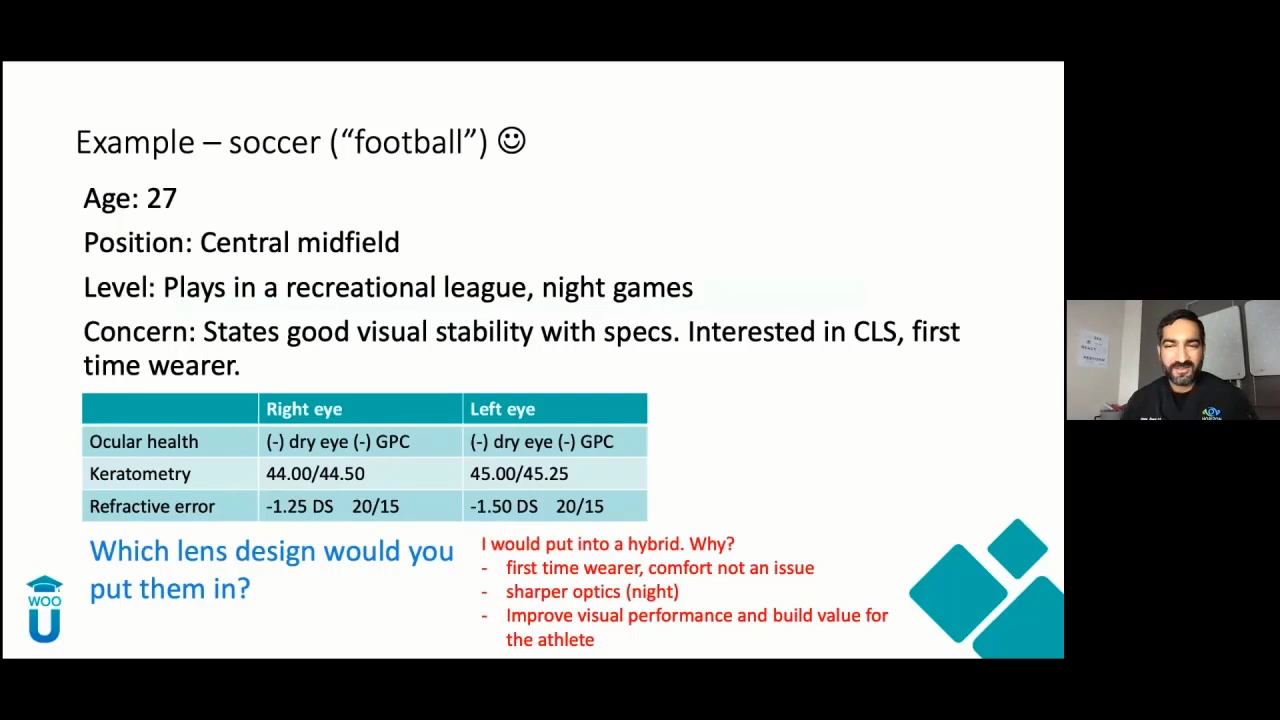 Example – soccer (“football”) ☺
Age: 27
Position: Central midfield
Level: Plays in a recreational league, night games
Concern: States good visual stability with specs. Interested in CLS, first
time wearer.
Right eye Left eye
Ocular health (-) dry eye (-) GPC (-) dry eye (-) GPC
Keratometry 44.00/44.50 45.00/45.25
Refractive error -1.25 DS 20/15 -1.50 DS 20/15
Which lens design would you
put them in?
I would put into a hybrid. Why?
- first time wearer, comfort not an issue
- sharper optics (night)
- Improve visual performance and build value for
the athlete
WOO
U